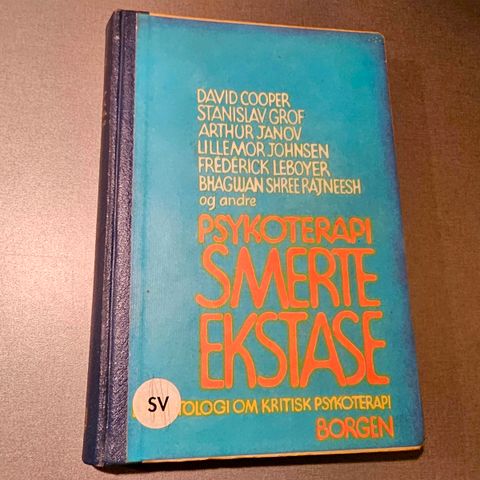 DAVID COOPER
STANISLAV GROF
ARTHUR JANOV
LILLEMOR JOHNSEN
FRÉDERICK LEBOYER
BHAGWAN SHREE RAJNEESH
og andre
PSYKOTERAPI
SMERTE
EKSTASE
SV
TOLOGI OM KRITISK PSYKOTERAPI
BORGEN